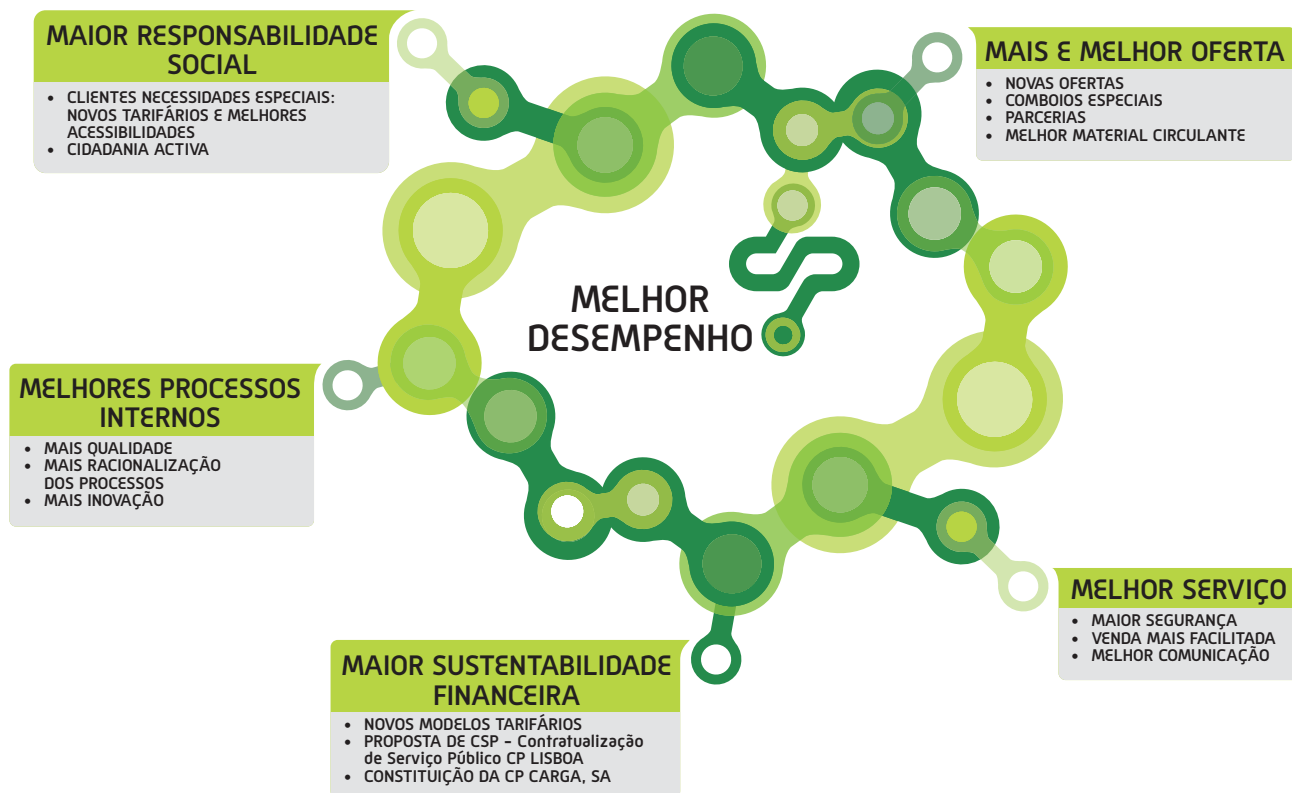 MAIOR RESPONSABILIDADE
SOCIAL
• CLIENTES NECESSIDADES ESPECIAIS:
NOVOS TARIFÁRIOS E MELHORES
ACESSIBILIDADES
• CIDADANIA ACTIVA
MAIS E MELHOR OFERTA
• NOVAS OFERTAS
• COMBOIOS ESPECIAIS
• PARCERIAS
• MELHOR MATERIAL CIRCULANTE
MELHOR
DESEMPENHO
MELHORES PROCESSOS
INTERNOS
• MAIS QUALIDADE
• MAIS RACIONALIZAÇÃO
DOS PROCESSOS
• MAIS INOVAÇÃO
MELHOR SERVIÇO
• MAIOR SEGURANÇA
• VENDA MAIS FACILITADA
• MELHOR COMUNICAÇÃO
MAIOR SUSTENTABILIDADE
FINANCEIRA
• NOVOS MODELOS TARIFÁRIOS
• PROPOSTA DE CSP – Contratualização
de Serviço Público CP LISBOA
• CONSTITUIÇÃO DA CP CARGA, SA